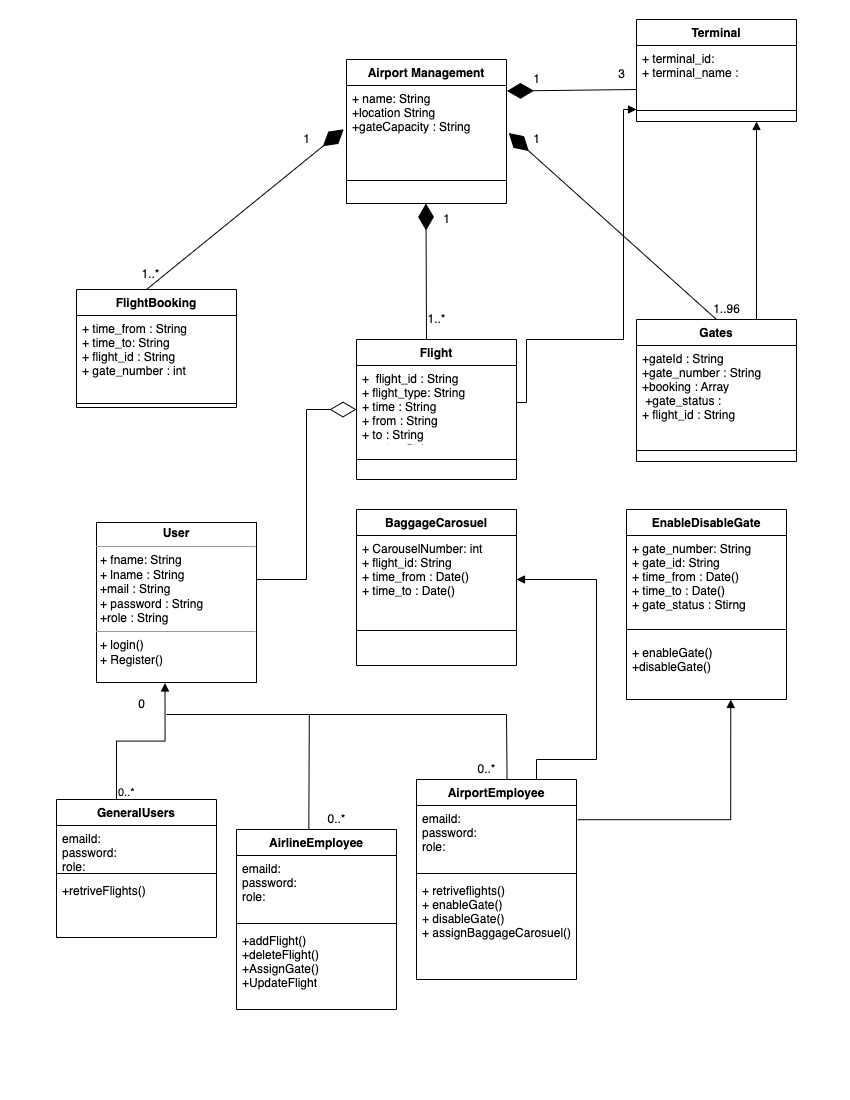 Terminal
+ terminal_id:
+ terminal_name :
Airport Management
+ name: String
+location String
+gateCapacity : String
1
3
1
1
1
1..*
1..*
1..96
FlightBooking
+ time_from : String
+ time_to: String
+ flight_id : String
+ gate_number : int
Flight
+ flight_id : String
+ flight_type: String
+ time : String
+ from : String
+ to : String
Gates
+gateId : String
+gate_number : String
+booking : Array
+gate_status :
+ flight_id : String
User
+ fname: String
+ lname : String
+mail : String
+ password : String
+role : String
+ login()
+ Register()
BaggageCarosuel
+ CarouselNumber: int
+ flight_id: String
+ time_from : Date()
+ time_to : Date()
EnableDisableGate
+ gate_number: String
+ gate_id: String
+ time_from : Date()
+ time_to : Date()
+ gate_status : Stirng
+ enableGate()
+disableGate()
0
0..*
0..*
0..*
GeneralUsers
emaild:
password:
role:
+retriveFlights()
AirlineEmployee
emaild:
password:
role:
+addFlight()
+deleteFlight()
+AssignGate()
+UpdateFlight
AirportEmployee
emaild:
password:
role:
+ retriveflights()
+ enableGate()
+ disableGate()
+ assignBaggageCarosuel()